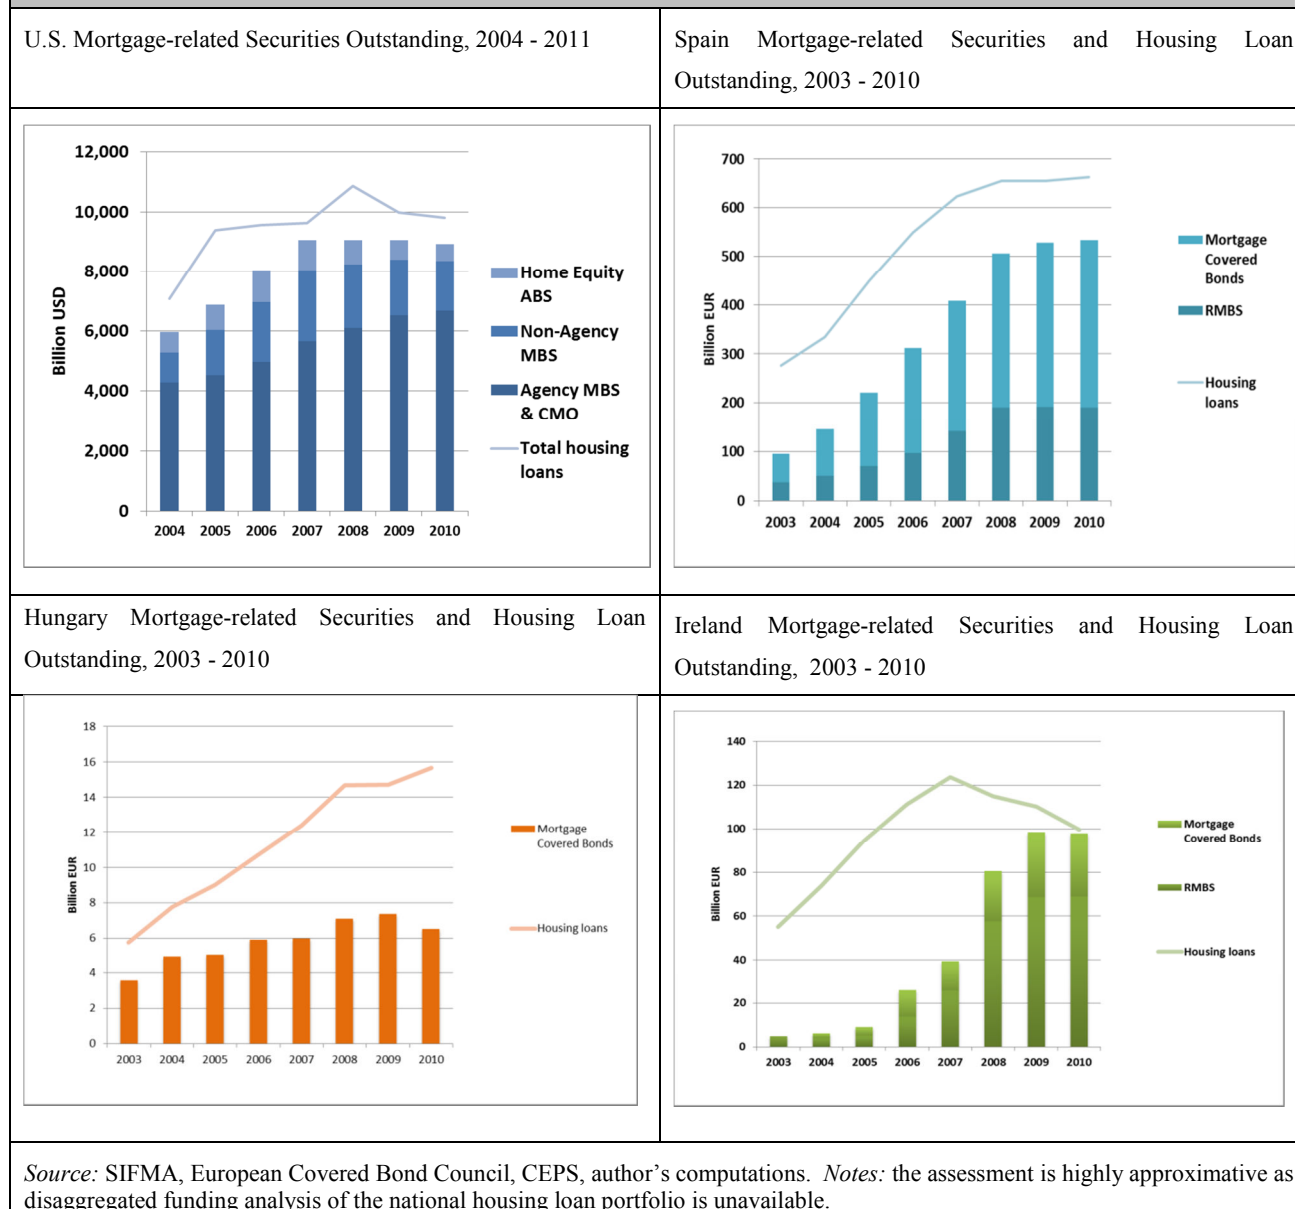 U.S. Mortgage-related Securities Outstanding, 2004 - 2011
Spain Mortgage-related Securities and Housing Loan
Outstanding, 2003 - 2010
12,000
10,000
8,000
6,000
4,000
2,000
0
Billion USD
2004 2005 2006 2007 2008 2009 2010
Home Equity
ABS
Non-Agency
MBS
Agency MBS
& CMO
Total housing
loans
700
600
500
400
300
200
100
0
Billion EUR
2003 2004 2005 2006 2007 2008 2009 2010
Mortgage
Covered
Bonds
RMBS
Housing
loans
Hungary Mortgage-related Securities and Housing Loan
Outstanding, 2003 - 2010
Ireland Mortgage-related Securities and Housing Loan
Outstanding, 2003 - 2010
18
16
14
12
10
8
6
4
2
0
Billion EUR
2003 2004 2005 2006 2007 2008 2009 2010
Mortgage
Covered Bonds
Housing loans
140
120
100
80
60
40
20
0
Billion EUR
2003 2004 2005 2006 2007 2008 2009 2010
Mortgage
Covered Bonds
RMBS
Housing loans
Source: SIFMA, European Covered Bond Council, CEPS, author's computations. Notes: the assessment is highly approximative as
disaggregated funding analysis of the national housing loan portfolio is unavailable.